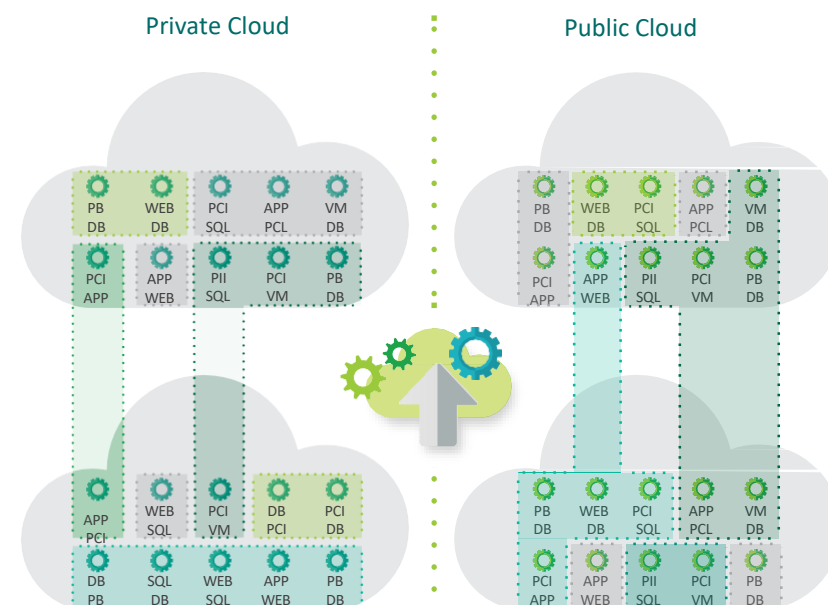 Private Cloud
Public Cloud
PB WEB PCI APP VM
DB DB SQL PCL DB
PCI APP PII PCI PB
APP WEB SQL VM DB
APP WEB PCI DB PCI
PCI SQL VM PCI DB
DB SQL WEB APP PB
PB DB SQL WEB DB
PB WEB PCI APP VM
DB DB SQL PCL DB
PCI APP PII PCI PB
APP WEB SQL VM DB
PB WEB PCI APP VM
DB DB SQL PCL DB
PCI APP PII PCI PB
APP WEB SQL VM DB